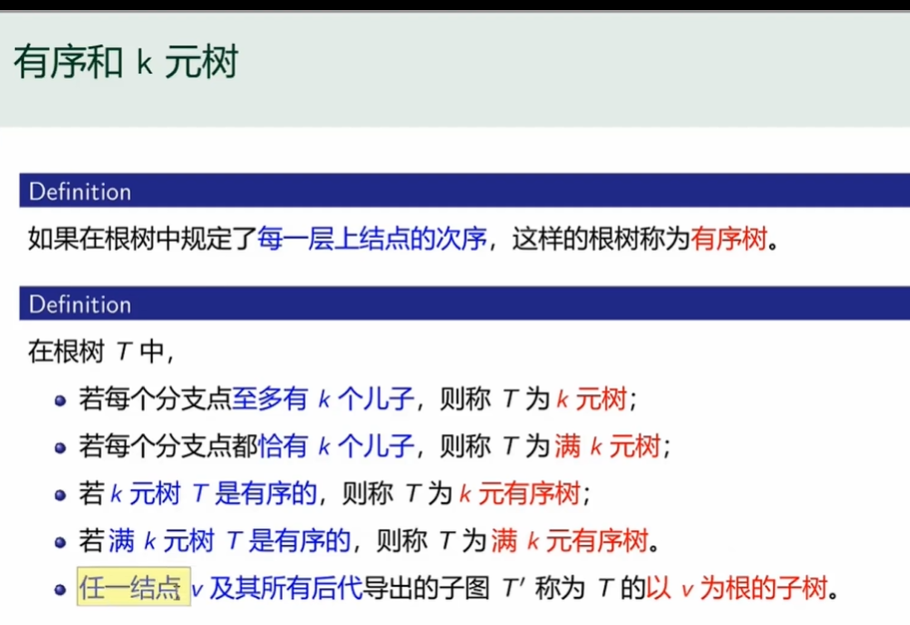 有序和 k 元树
Definition
如果在根树中规定了每一层上结点的次序，这样的根树称为有序树。
Definition
在根树 T 中，
若每个分支点至多有 k 个儿子，则称 T 为 k 元树；
若每个分支点都恰有 k 个儿子，则称 T 为满 k 元树；
若 k 元树 T 是有序的，则称 T 为 k 元有序树；
若满 k 元树 T 是有序的，则称 T 为满 k 元有序树。
任一结点 v 及其所有后代导出的子图 T′ 称为 T 的以 v 为根的子树。